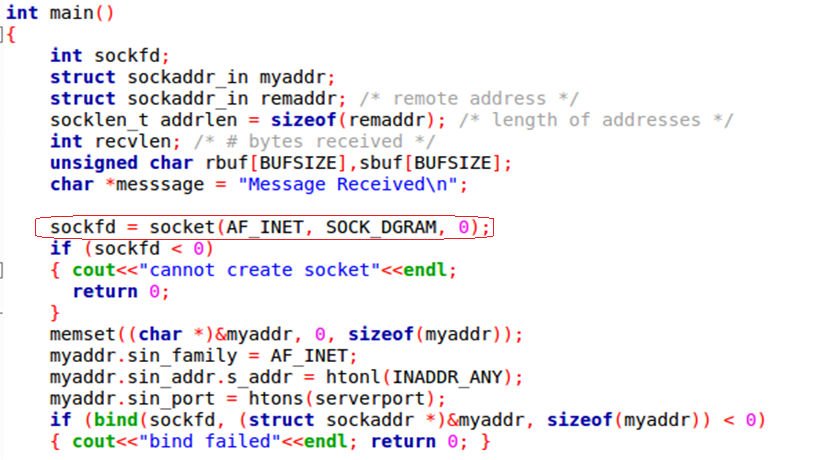 int main()
{
int sockfd;
struct sockaddr_in myaddr;
struct sockaddr_in remaddr; /* remote address */
socklen_t addrlen = sizeof(remaddr); /* length of addresses */
int recvlen; /* # bytes received */
unsigned char rbuf[BUFSIZE],sbuf[BUFSIZE];
char *messsage = "Message Received\n";
sockfd = socket(AF_INET, SOCK_DGRAM, 0);
if (sockfd < 0)
{ cout<<"cannot create socket"<<endl;
return 0;
}
memset((char *)&myaddr, 0, sizeof(myaddr));
myaddr.sin_family = AF_INET;
myaddr.sin_addr.s_addr = htonl(INADDR_ANY);
myaddr.sin_port = htons(serverport);
if (bind(sockfd, (struct sockaddr *)&myaddr, sizeof(myaddr)) < 0)
{ cout<<"bind failed"<<endl; return 0; }